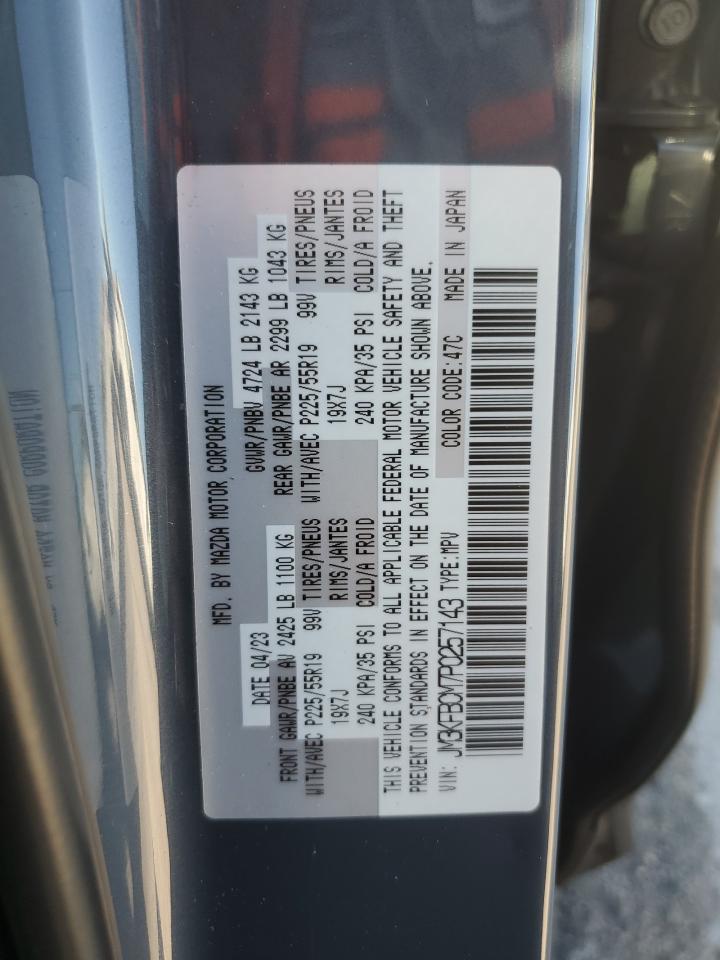 MFD. BY MAZDA MOTOR CORPORATION
DATE 04/23 GVWR/PNBV 4724 LB 2143 KG
FRONT GAWR/PNBE AV 2425 LB 1100 KG REAR GAWR/PNBE AR 2299 LB 1043 KG
WITH/AVEC P225/55R19 99V TIRES/PNEUS WITH/AVEC P225/55R19 99V TIRES/PNEUS
19X7J RIMS/JANTES 19X7J RIMS/JANTES
240 KPA/35 PSI COLD/A FROID 240 KPA/35 PSI COLD/A FROID
THIS VEHICLE CONFORMS TO ALL APPLICABLE FEDERAL MOTOR VEHICLE SAFETY AND THEFT
PREVENTION STANDARDS IN EFFECT ON THE DATE OF MANUFACTURE SHOWN ABOVE.
VIN: JM3KFBCM7P0257143 TYPE:MPV COLOR CODE:47C MADE IN JAPAN
10